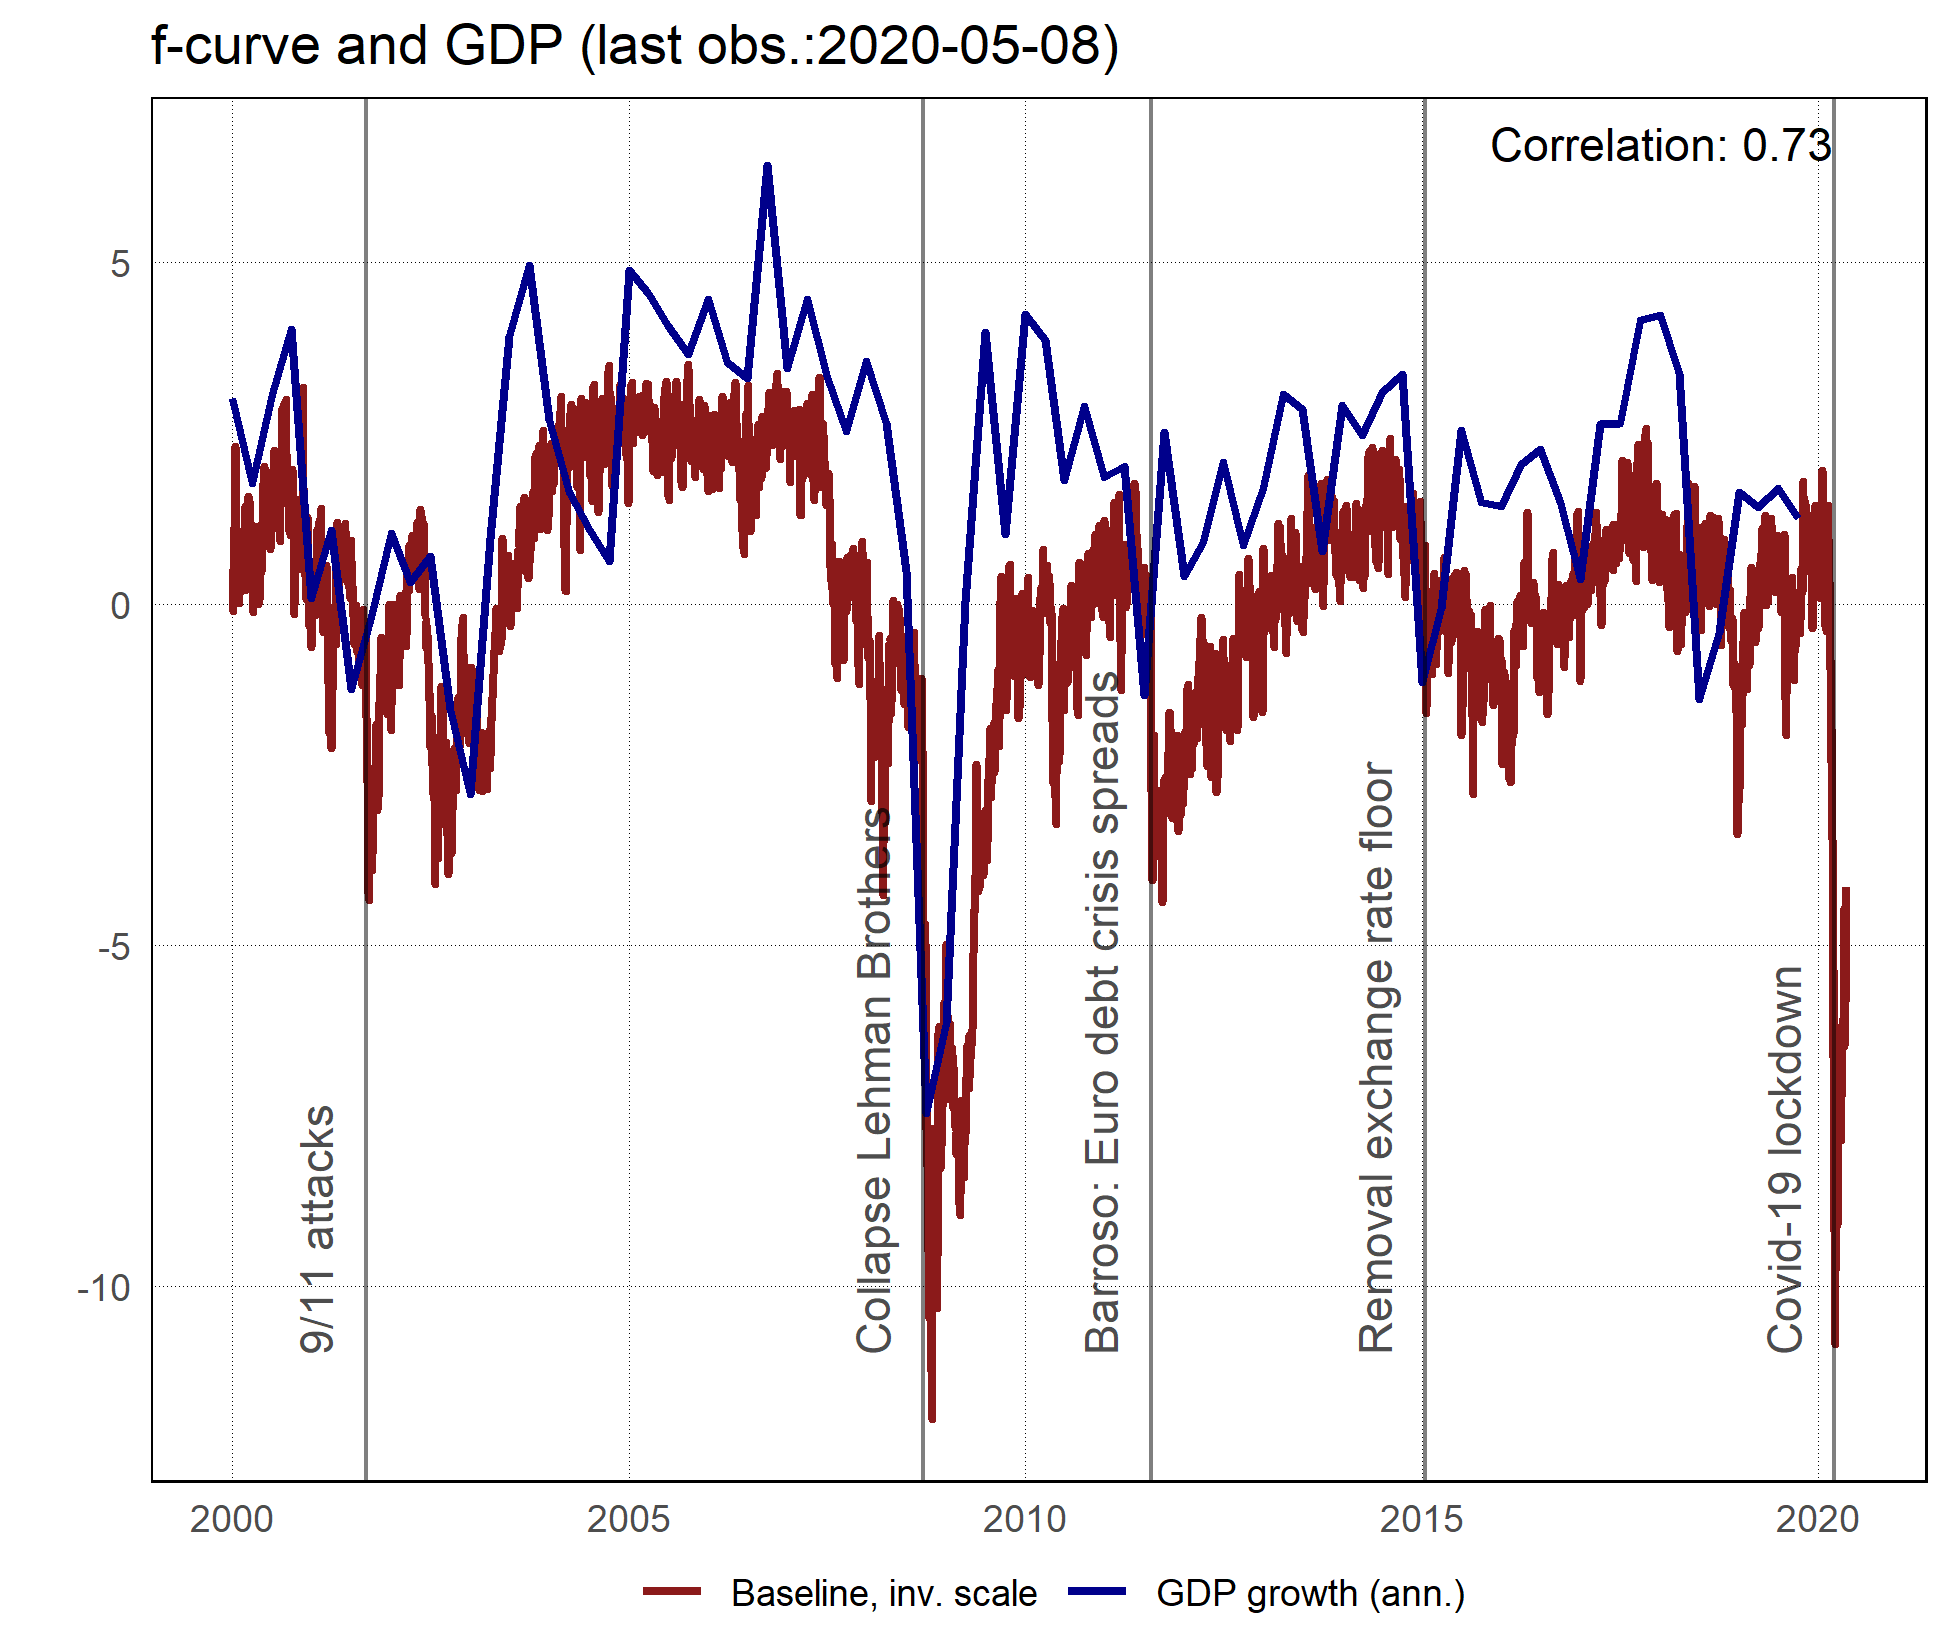 f-curve and GDP (last obs.:2020-05-08)
Correlation: 0.73
5
0
-5
-10
9/11 attacks
Collapse Lehman Brothers
Barroso: Euro debt crisis spreads
Removal exchange rate floor
Covid-19 lockdown
2000
2005
2010
2015
2020
Baseline, inv. scale
GDP growth (ann.)